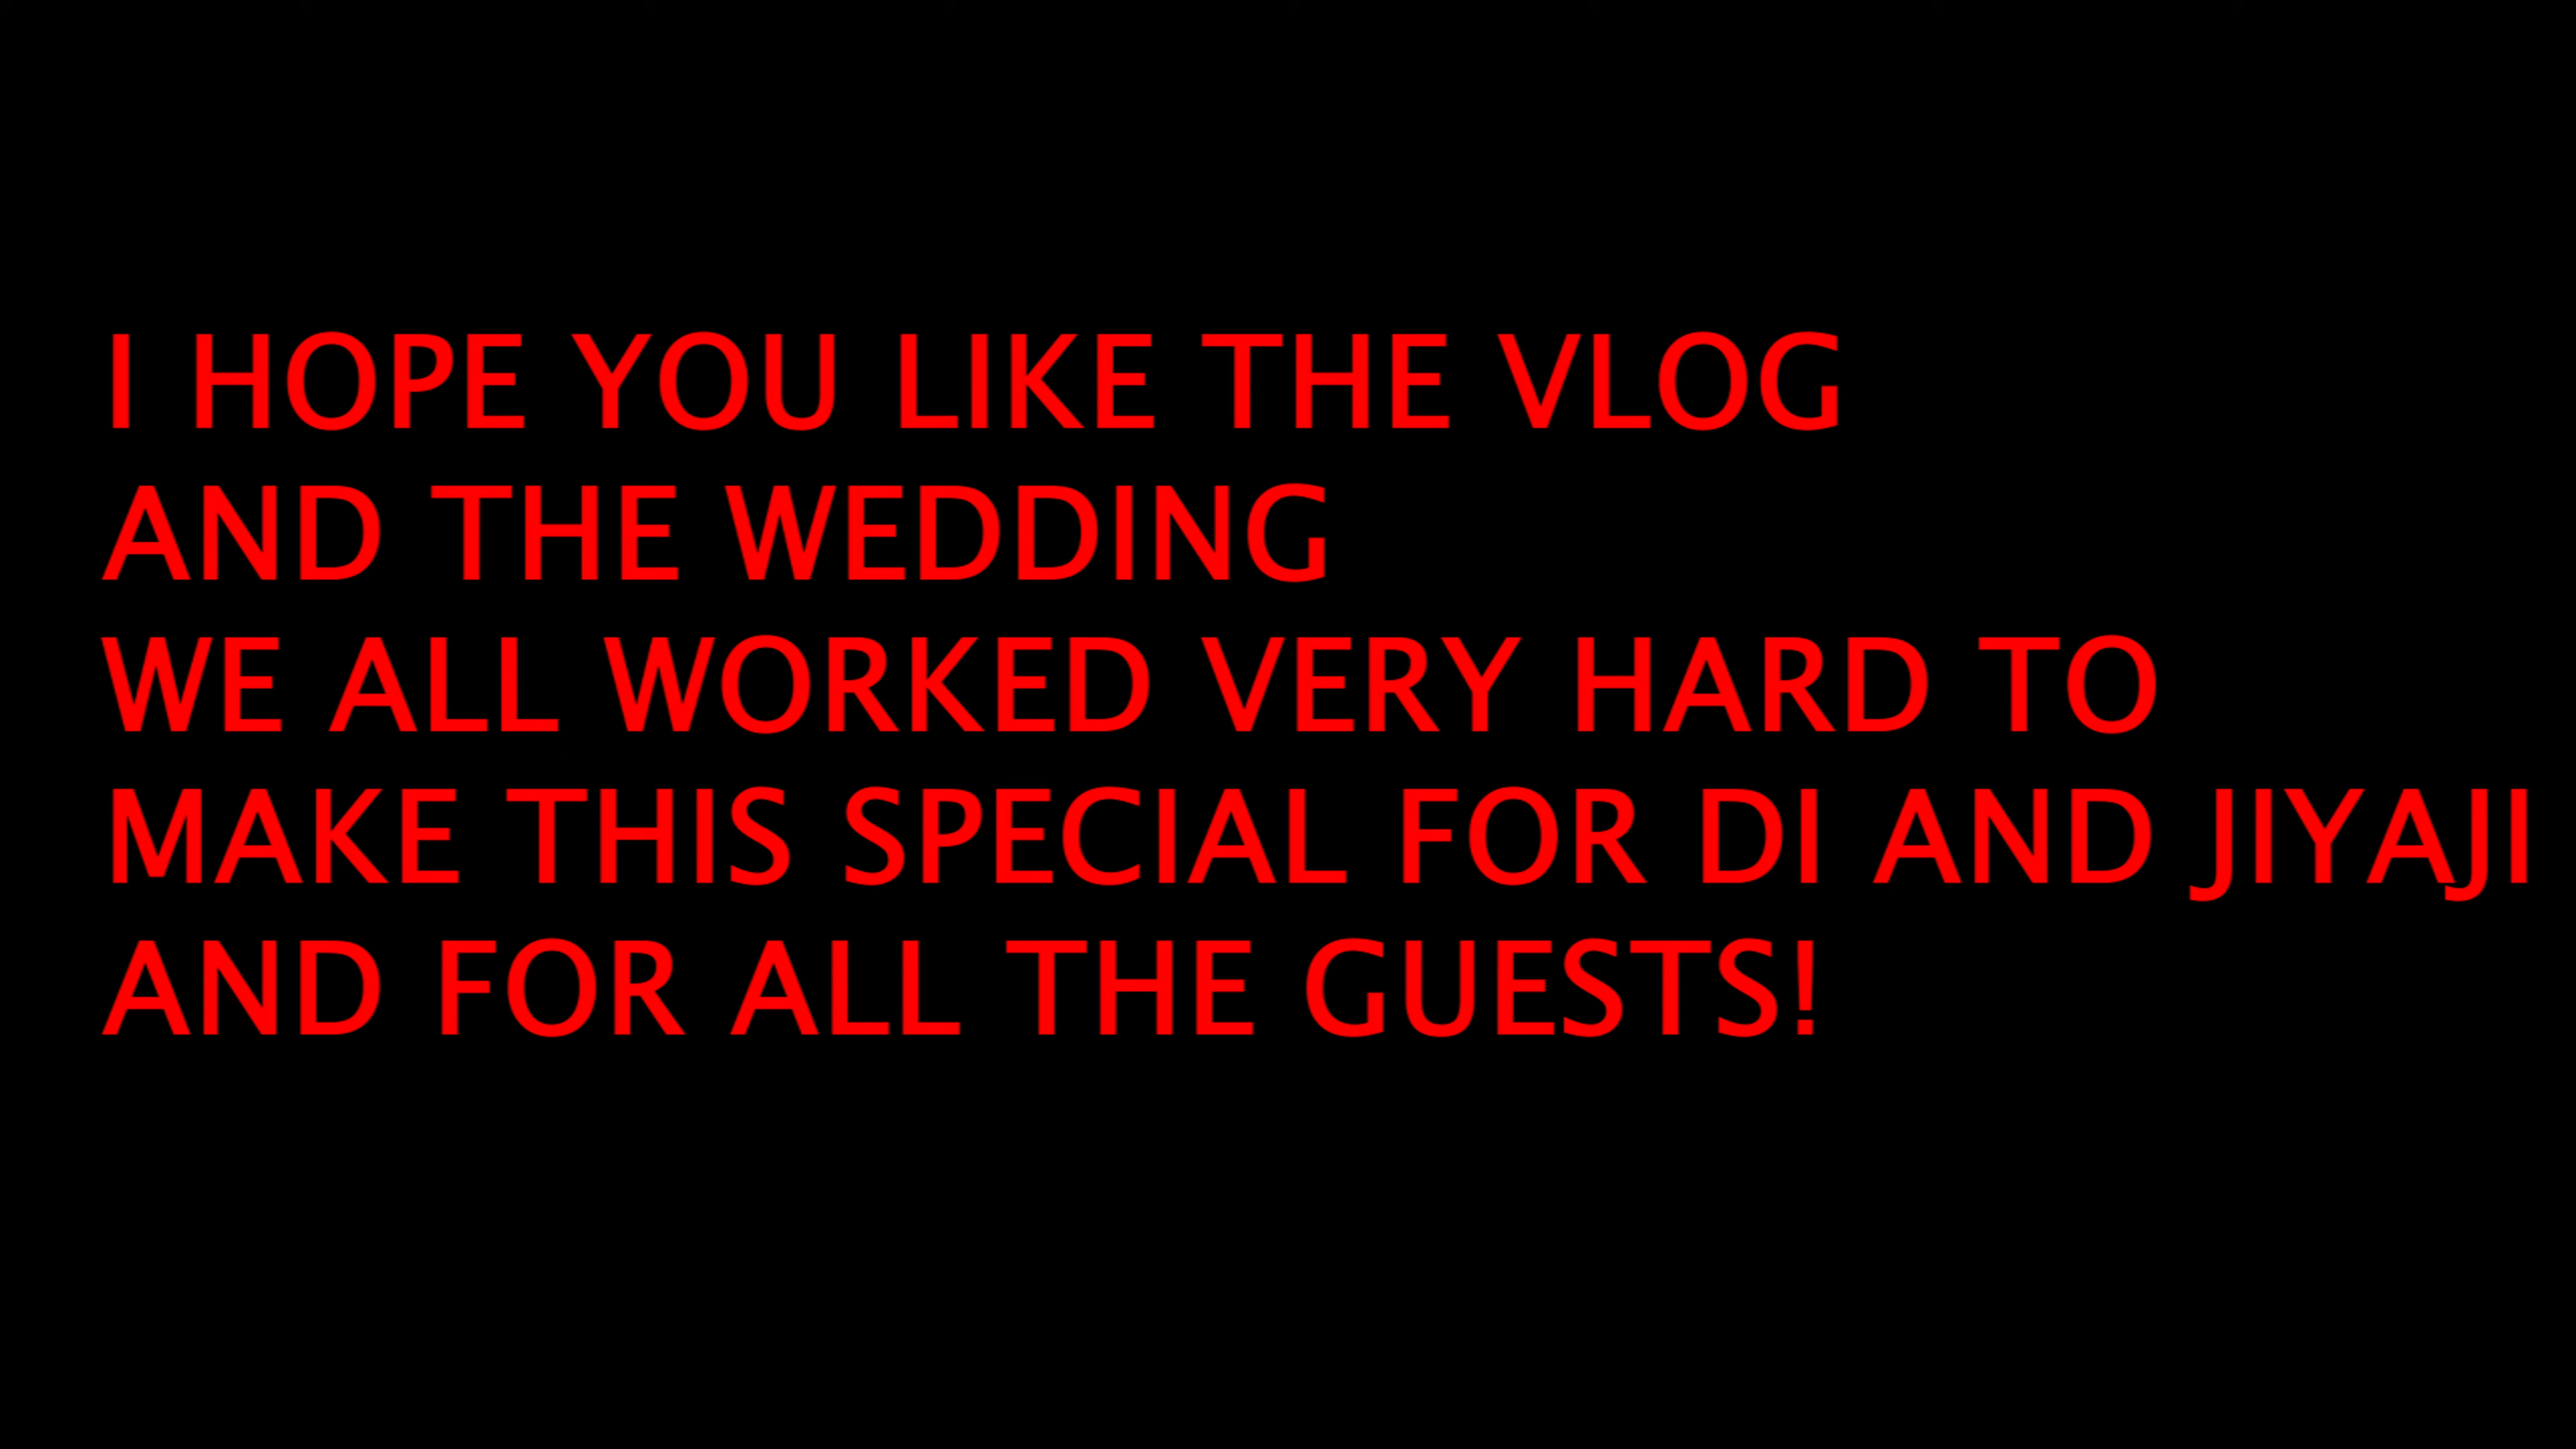 I HOPE YOU LIKE THE VLOG
AND THE WEDDING
WE ALL WORKED VERY HARD TO
MAKE THIS SPECIAL FOR DI AND JIYAJI
AND FOR ALL THE GUESTS!